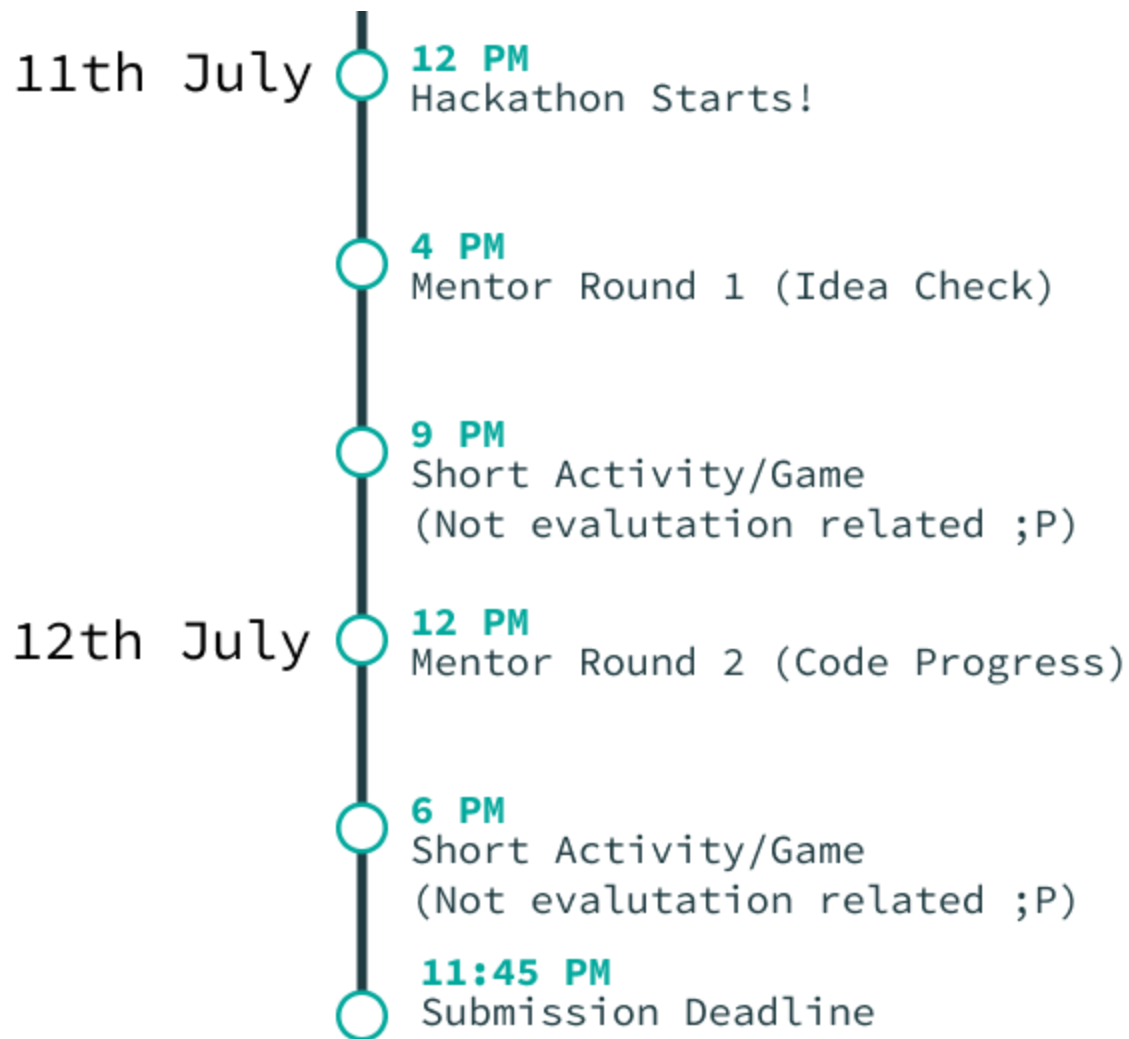 11th July
12 PM
Hackathon Starts!
4 PM
Mentor Round 1 (Idea Check)
9 PM
Short Activity/Game
(Not evalutation related ;P)
12th July
12 PM
Mentor Round 2 (Code Progress)
6 PM
Short Activity/Game
(Not evalutation related ;P)
11:45 PM
Submission Deadline